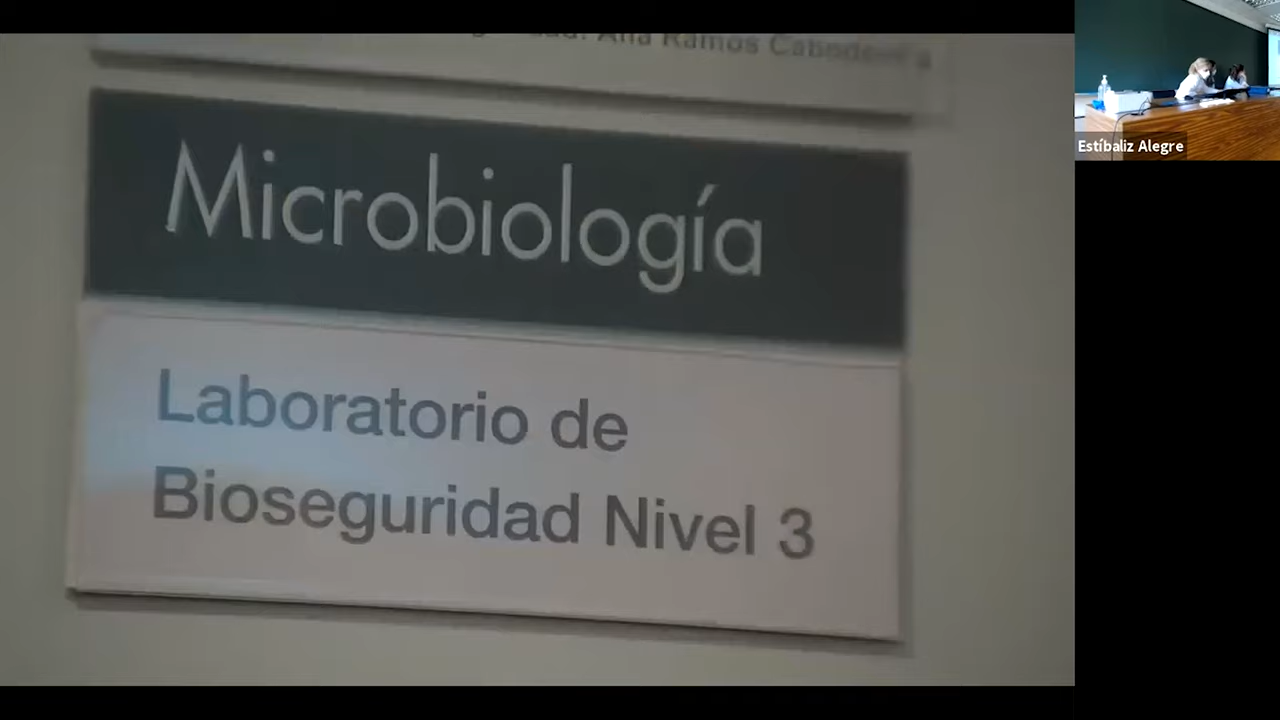 Ana Ramos
Microbiología
Laboratorio de
Bioseguridad Nivel 3
Estíbaliz Alegre